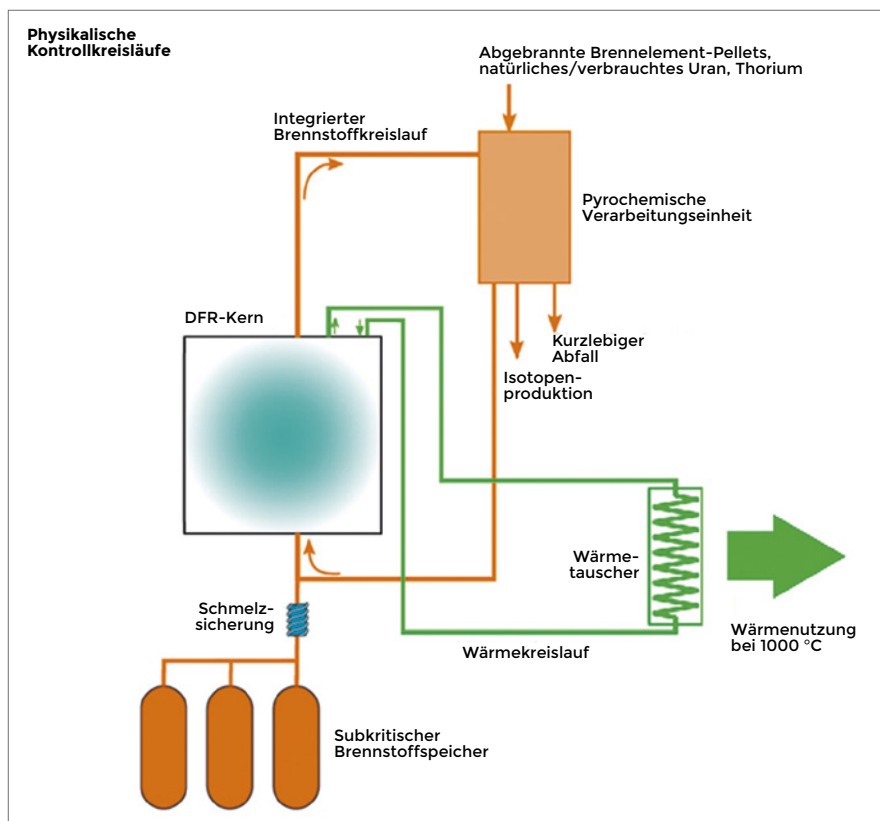 Physikalische
Kontrollkreisläufe
Abgebrannte Brennelement-Pellets,
natürliches/verbrauchtes Uran, Thorium
Integrierter
Brennstoffkreislauf
Pyrochemische
Verarbeitungseinheit
DFR-Kern
Kurzlebiger
Abfall
Isotopen-
produktion
Wärme-
tauscher
Schmelz-
sicherung
Wärmenutzung
bei 1000 °C
Wärmekreislauf
Subkritischer
Brennstoffspeicher